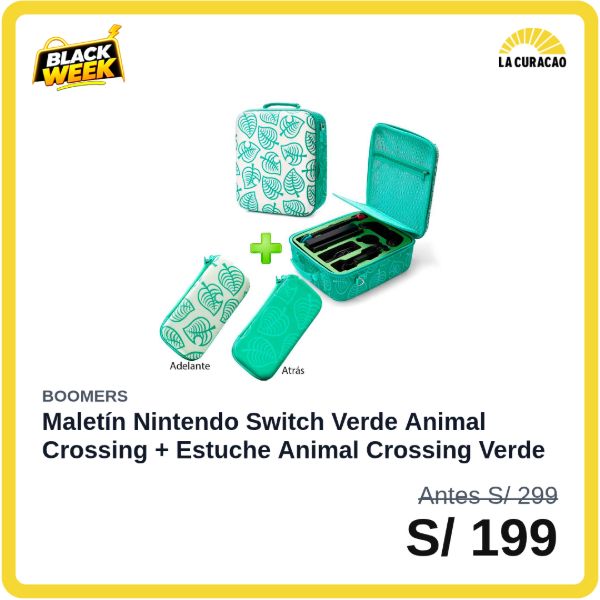 BLACK
WEEK
LA CURACAO
Adelante
Atrás
BOOMERS
Maletín Nintendo Switch Verde Animal
Crossing + Estuche Animal Crossing Verde
Antes S/ 299
S/ 199